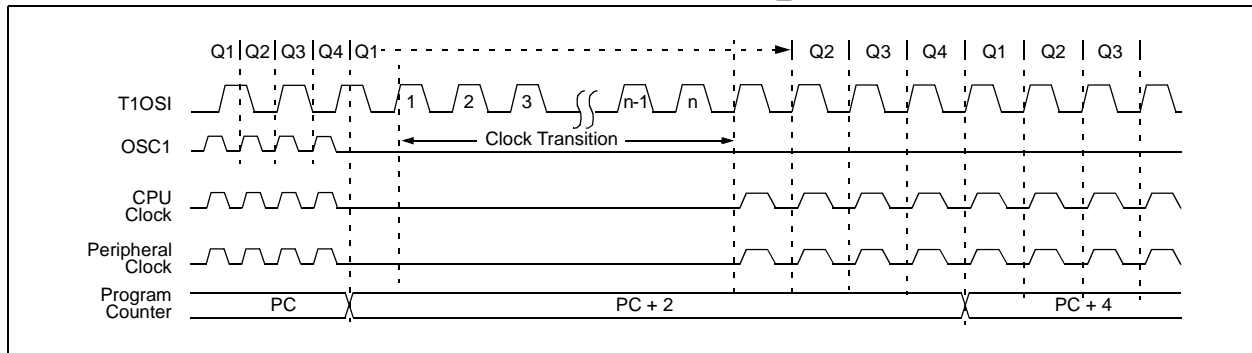 Q1 Q2 Q3 Q4 Q1 Q2 Q3 Q4 Q1 Q2 Q3
T1OSI 1 2 3 n-1 n
Clock Transition
OSC1
CPU
Clock
Peripheral
Clock
Program
Counter
PC PC + 2 PC + 4